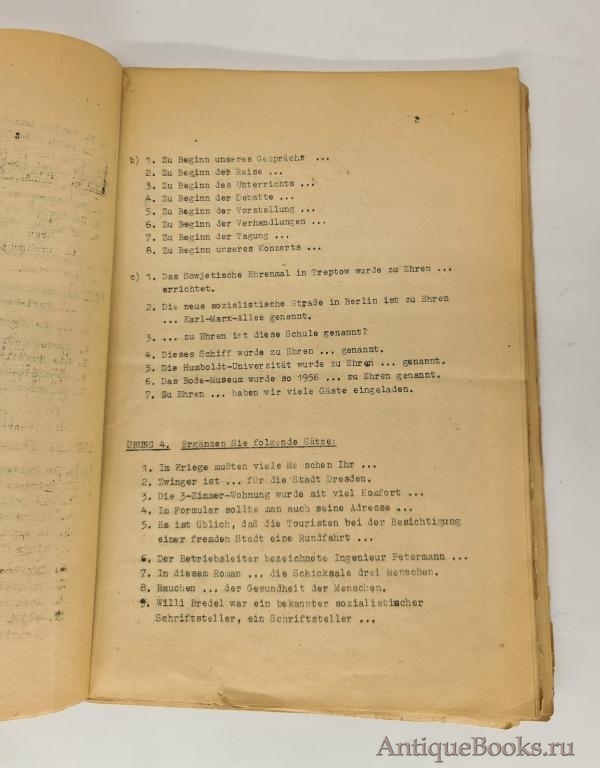 2
b) 1. Zu Beginn unseres Gesprächs ...
2. Zu Beginn der Reise ...
3. Zu Beginn des Unterrichts ...
4. Zu Beginn der Debatte ...
5. Zu Beginn der Vorstellung ...
6. Zu Beginn der Verhandlungen ...
7. Zu Beginn der Tagung ...
8. Zu Beginn unseres Konzerts ...
c) 1. Das Sowjetische Ehrenmal in Treptow wurde zu Ehren ...
errichtet.
2. Die neue sozialistische Straße in Berlin ist zu Ehren
... Karl-Marx-Allee genannt.
3. ... zu Ehren ist diese Schule genannt?
4. Dieses Schiff wurde zu Ehren ... genannt.
5. Die Humboldt-Universität wurde zu Ehren ... genannt.
6. Das Bode-Museum wurde so 1956 ... zu Ehren genannt.
7. Zu Ehren ... haben wir viele Gäste eingeladen.
ÜBUNG 4. Ergänzen Sie folgende Sätze:
1. Im Kriege mußten viele Menschen Ihr ...
2. Zwinger ist ... für die Stadt Dresden.
3. Die 3-Zimmer-Wohnung wurde mit viel Komfort ...
4. Im Formular sollte man auch seine Adresse ...
5. Es ist üblich, daß die Touristen bei der Besichtigung
einer fremden Stadt eine Rundfahrt ...
6. Der Betriebsleiter bezeichnete Ingenieur Petermann ...
7. In diesem Roman ... die Schicksale drei Menschen.
8. Rauchen ... der Gesundheit der Menschen.
9. Willi Bredel war ein bekannter sozialistischer
Schriftsteller, ein Schriftsteller ...
AntiqueBooks.ru